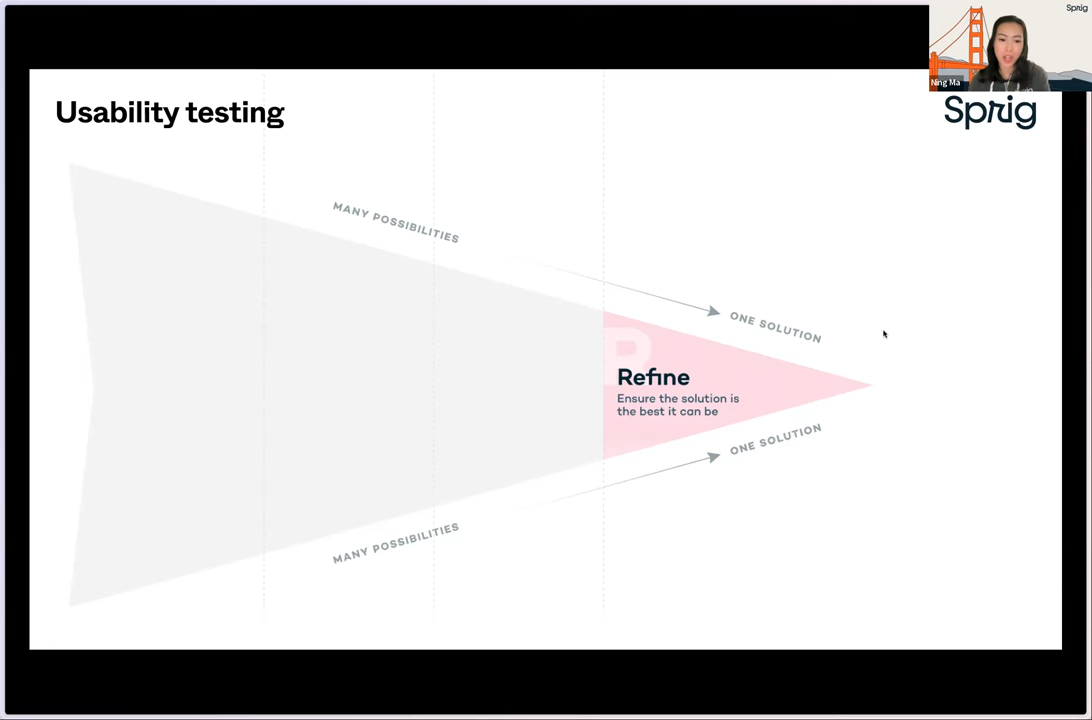 Sprig
Ning Ma
Usability testing
Sprig
MANY POSSIBILITIES
ONE SOLUTION
R
Refine
Ensure the solution is
the best it can be
ONE SOLUTION
MANY POSSIBILITIES